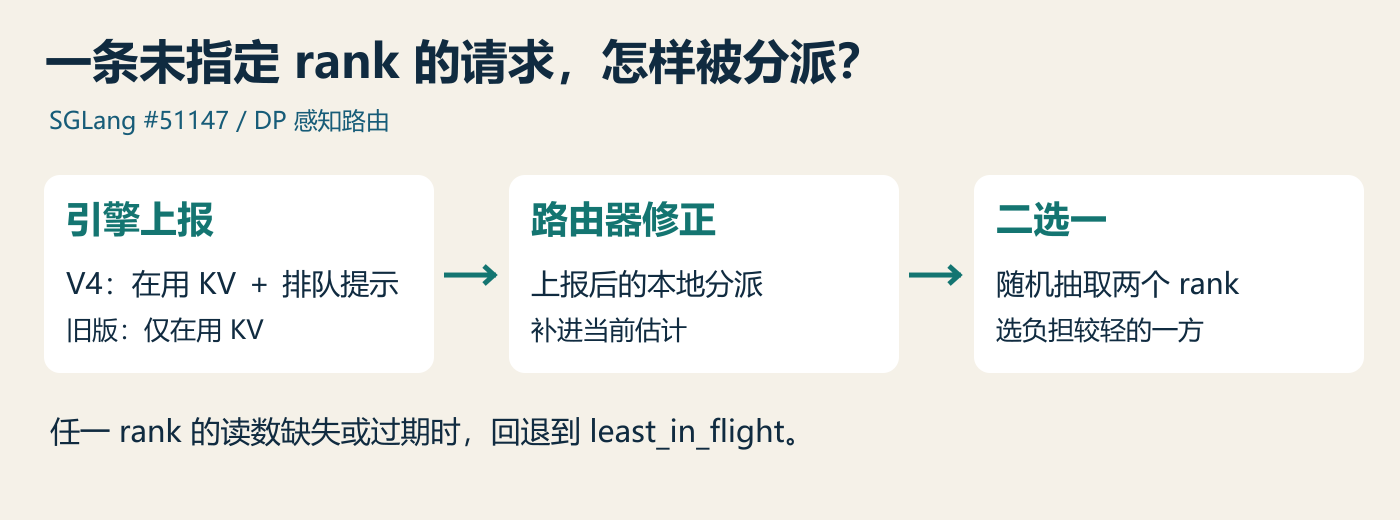 一条未指定 rank 的请求，怎样被分派？
SGLang #51147 / DP 感知路由
引擎上报
V4：在用 KV + 排队提示
旧版：仅在用 KV
路由器修正
上报后的本地分派
补进当前估计
二选一
随机抽取两个 rank
选负担较轻的一方
任一 rank 的读数缺失或过期时，回退到 least_in_flight。